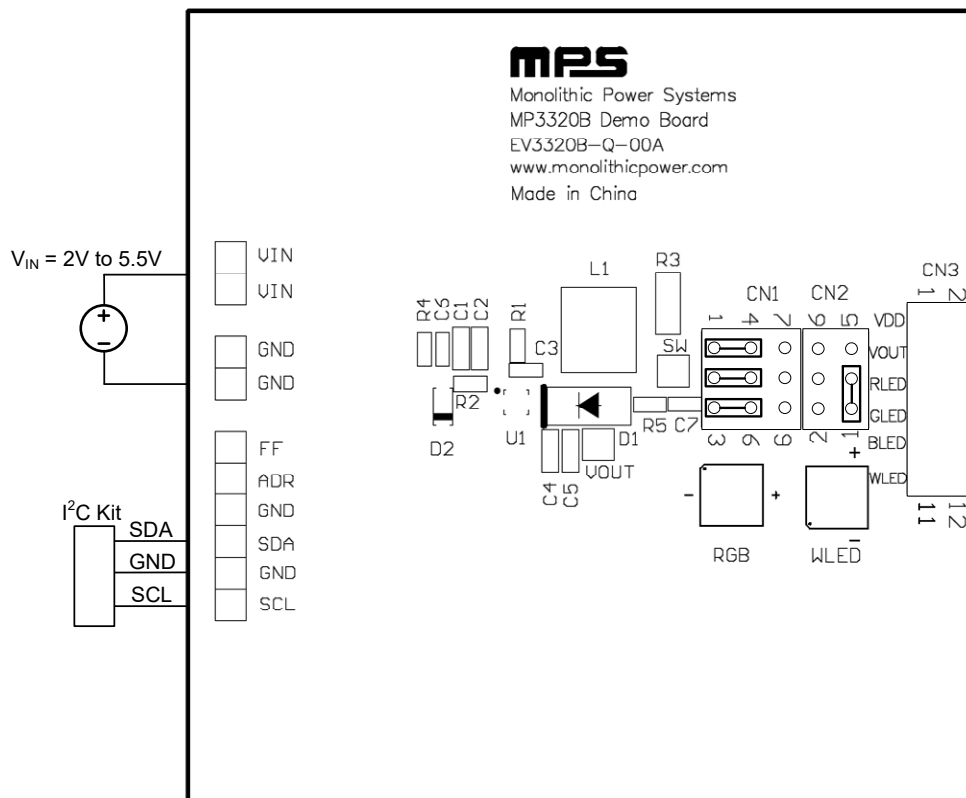 MPS
Monolithic Power Systems
MP3320B Demo Board
EV3320B-Q-00A
www.monolithicpower.com
Made in China
VIN = 2V to 5.5V
VIN
VIN
GND
GND
FF
ADR
GND
SDA
GND
SCL
I²C Kit
SDA
GND
SCL
R4
C6
C1
C2
R1
C3
R2
D2
U1
L1
R3
SW
D1
R5
C7
C4
C5
VOUT
CN1
CN2
1
4
7
6
5
3
6
9
2
1
CN3
1
2
VDD
VOUT
RLED
GLED
BLED
WLED
11
12
-
+
RGB
+
-
WLED
+
-